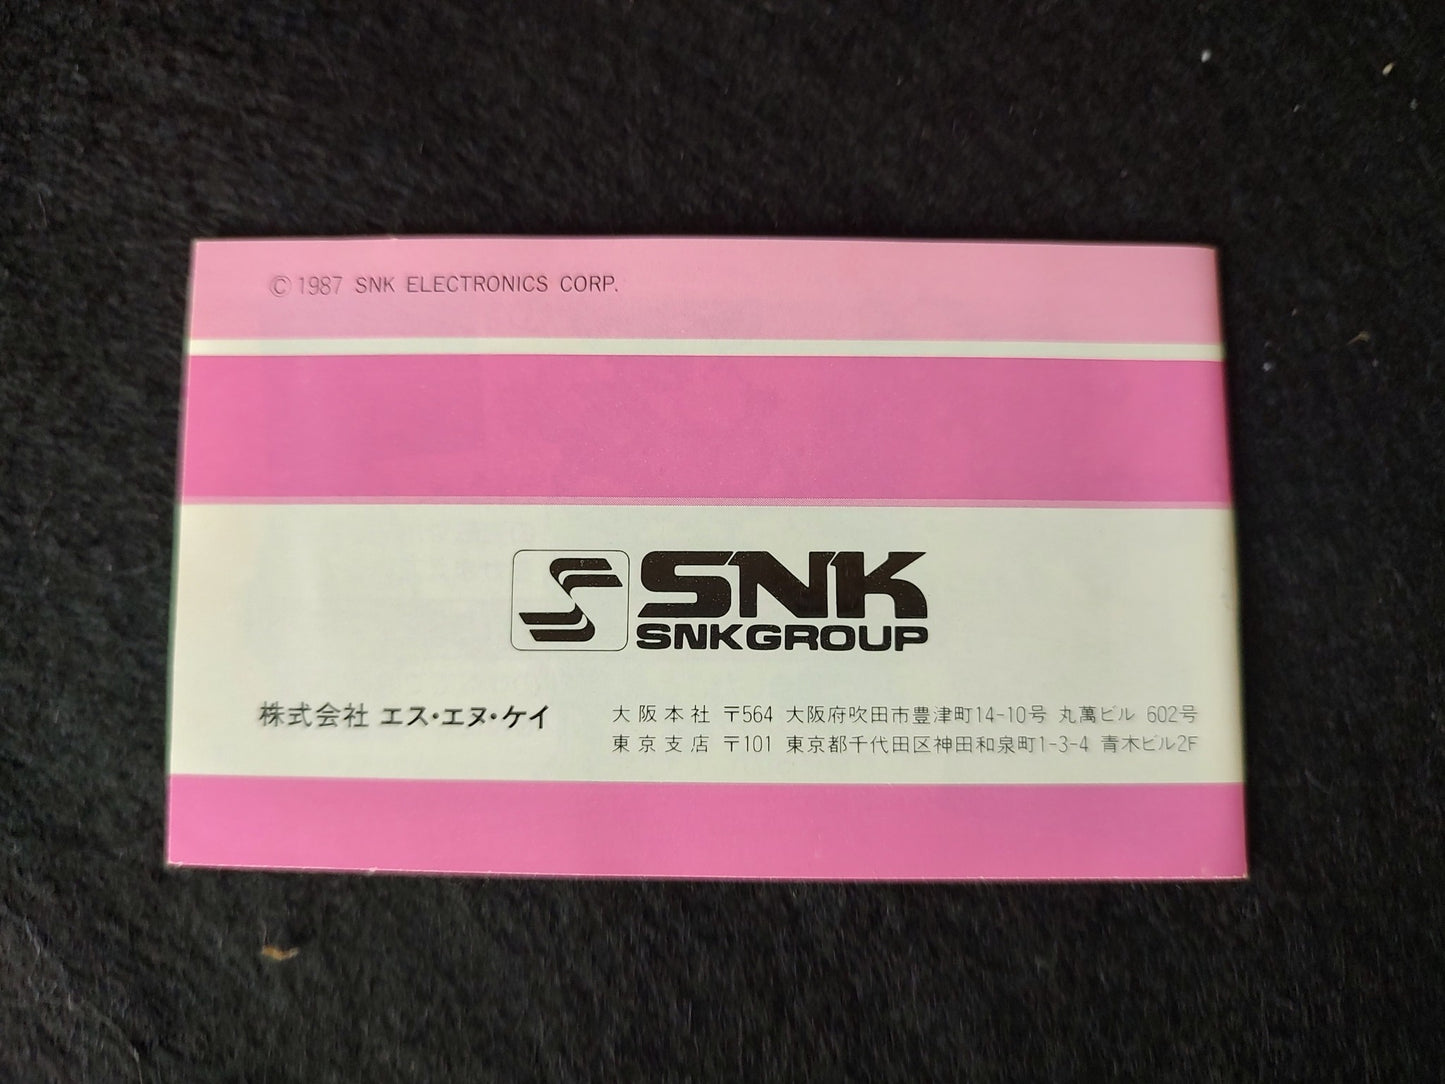 ©1987 SNK ELECTRONICS CORP.
SNK
SNK GROUP
株式会社 エス・エヌ・ケイ
大阪本社 〒564 大阪府吹田市豊津町14-10号 丸萬ビル 602号
東京支店 〒101 東京都千代田区神田和泉町1-3-4 青木ビル2F